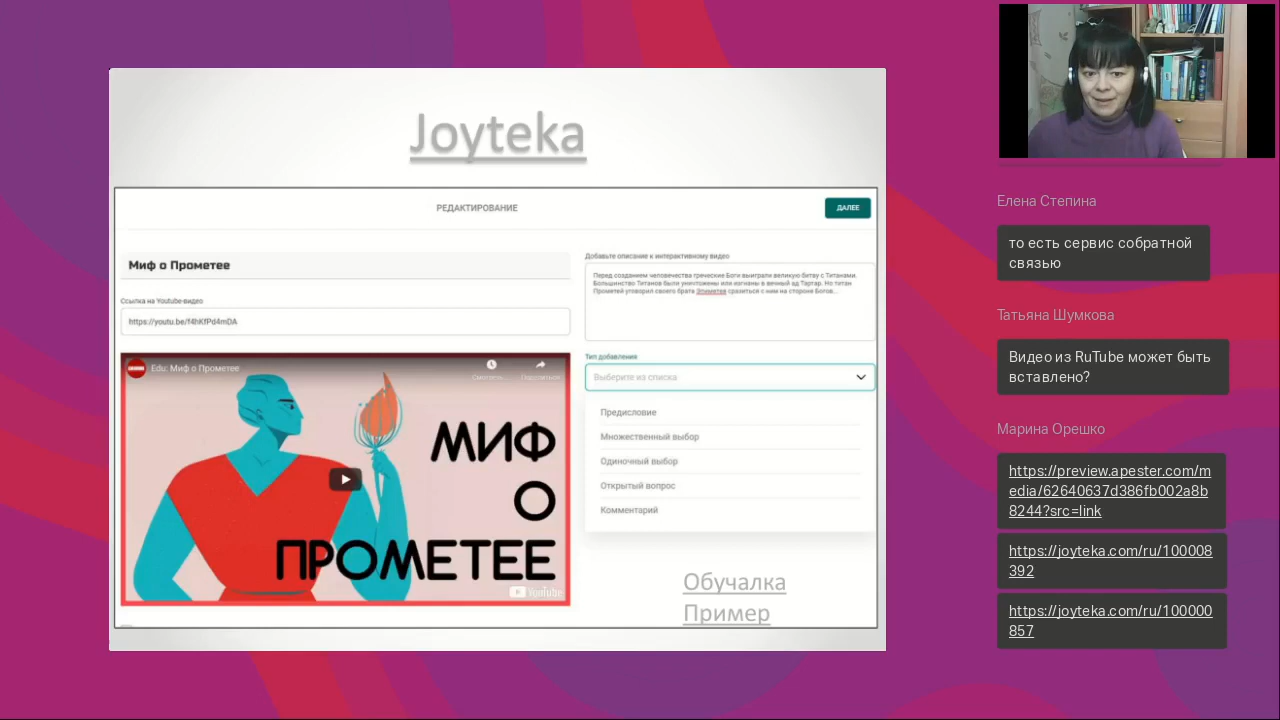 Joyteka
РЕДАКТИРОВАНИЕ
ДАЛЕЕ
Миф о Прометее
Ссылка на Youtube-видео
https://youtu.be/f4hKfPd4mDA
Edu: Миф о Прометее
Смотреть...
Поделиться
МИФ
О
ПРОМЕТЕЕ
YouTube
Добавьте описание к интерактивному видео
Перед созданием человечества греческие Боги выиграли великую битву с Титанами.
Большинство Титанов были уничтожены или изгнаны в вечный ад Тартар. Но титан
Прометей уговорил своего брата Эпиметея сразиться с ним на стороне Богов...
Тип добавления
Выберите из списка
Предисловие
Множественный выбор
Одиночный выбор
Открытый вопрос
Комментарий
Обучалка
Пример
Елена Степина
то есть сервис собратной
связью
Татьяна Шумкова
Видео из RuTube может быть
вставлено?
Марина Орешко
https://preview.apester.com/m
edia/62640637d386fb002a8b
8244?src=link
https://joyteka.com/ru/100008
392
https://joyteka.com/ru/100000
857